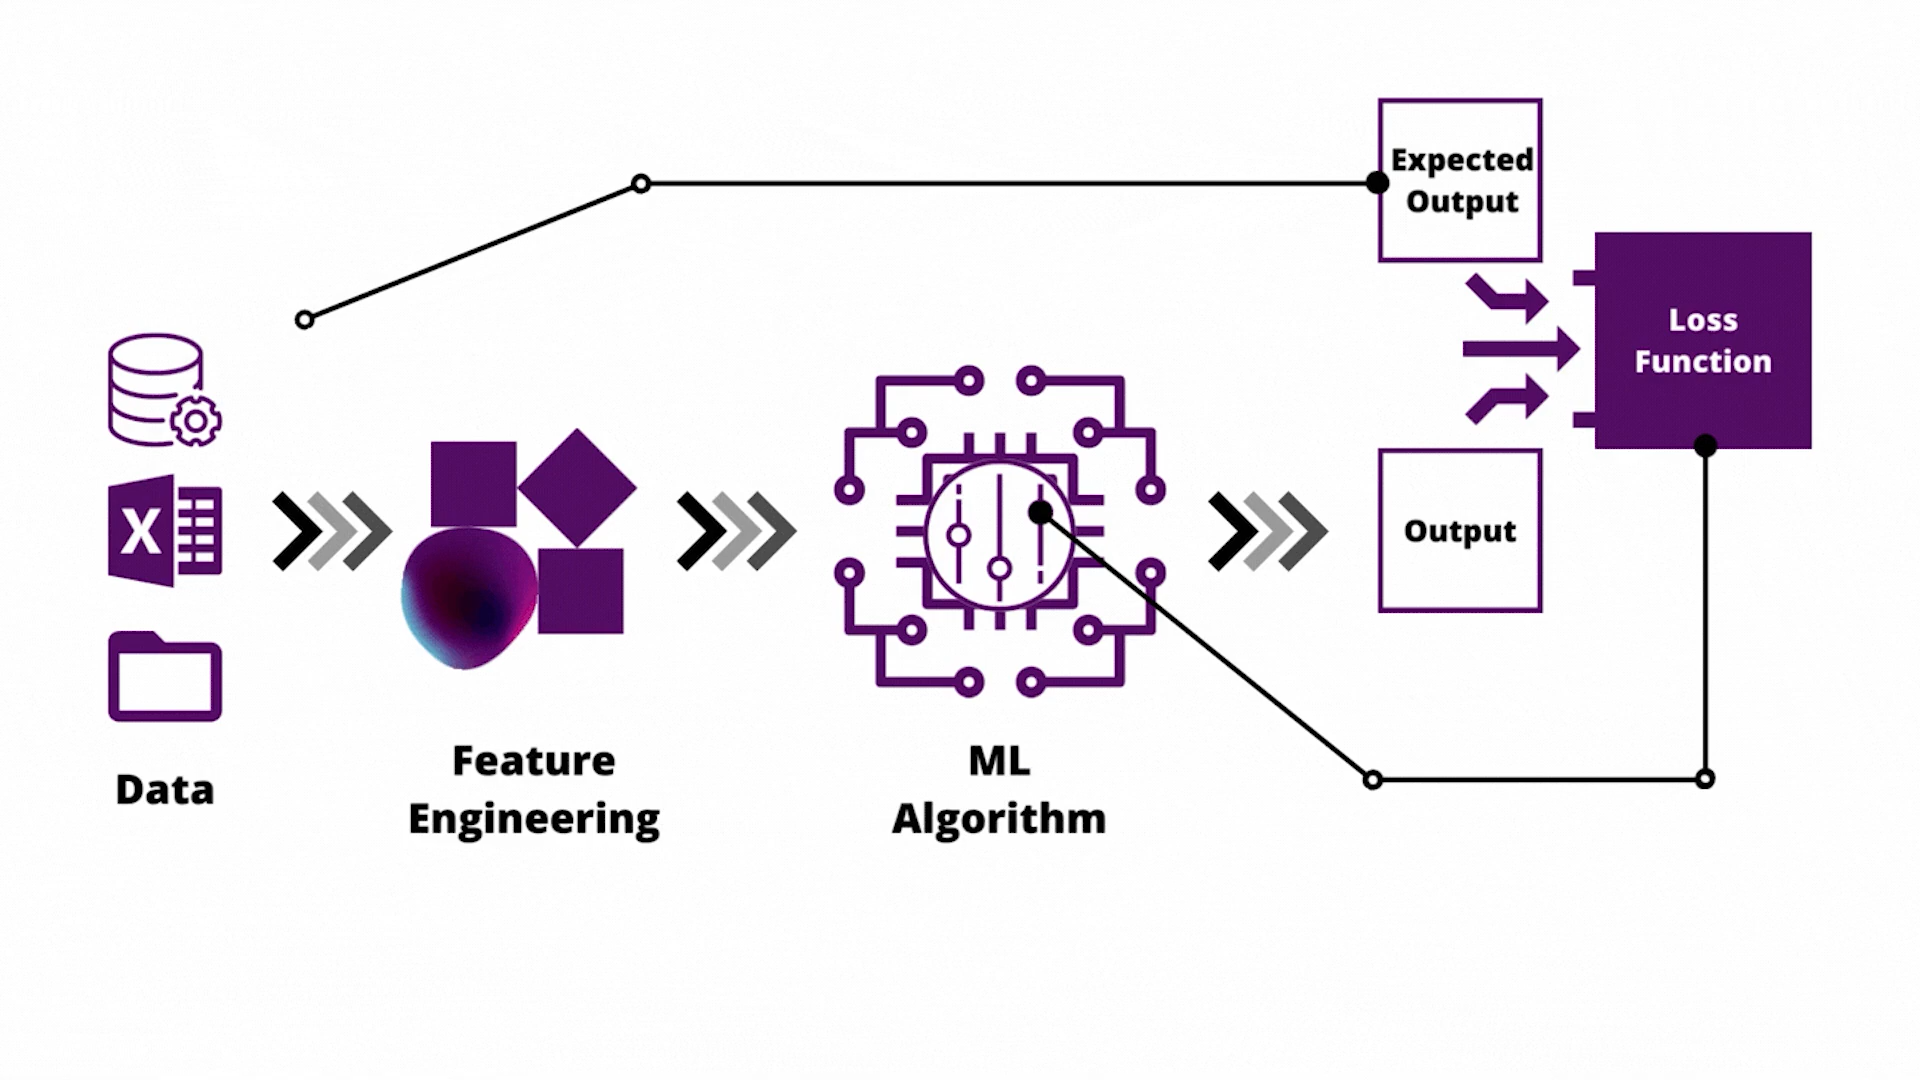 Expected
Output
Loss
Function
X
Output
Feature
Engineering
ML
Algorithm
Data